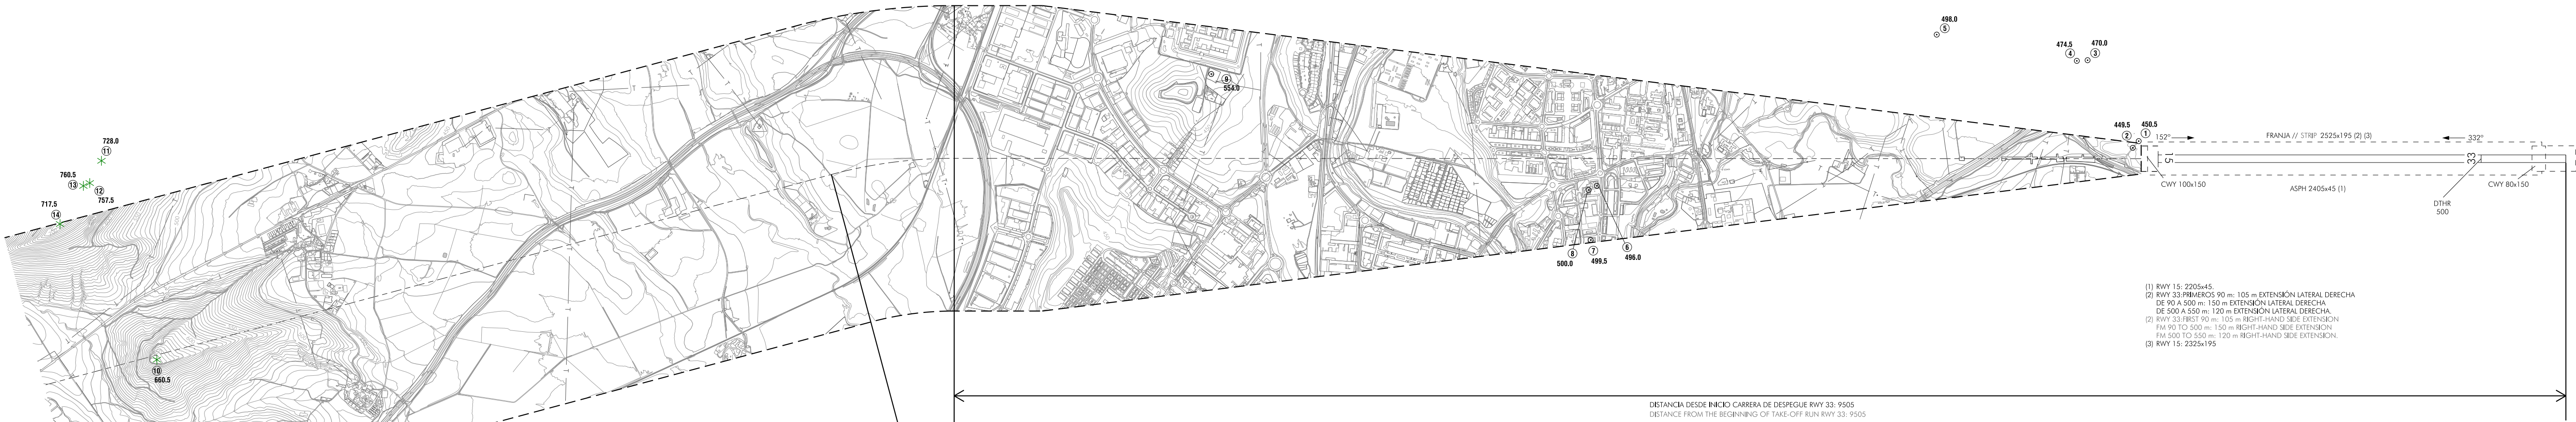 498.0
5
474.5
4
470.0
3
9
554.0
449.5
2
450.5
1
152°
FRANJA // STRIP 2525x195 (2) (3)
332°
728.0
11
15
33
760.5
13
12
757.5
CWY 100x150
ASPH 2405x45 (1)
CWY 80x150
717.5
14
DTHR
500
8
500.0
7
499.5
6
496.0
(1) RWY 15: 2205x45.
(2) RWY 33:PRIMEROS 90 m: 105 m EXTENSIÓN LATERAL DERECHA
DE 90 A 500 m: 150 m EXTENSIÓN LATERAL DERECHA
DE 500 A 550 m: 120 m EXTENSIÓN LATERAL DERECHA.
(2) RWY 33:FIRST 90 m: 105 m RIGHT-HAND SIDE EXTENSION
FM 90 TO 500 m: 150 m RIGHT-HAND SIDE EXTENSION
FM 500 TO 550 m: 120 m RIGHT-HAND SIDE EXTENSION.
(3) RWY 15: 2325x195
10
660.5
DISTANCIA DESDE INICIO CARRERA DE DESPEGUE RWY 33: 9505
DISTANCE FROM THE BEGINNING OF TAKE-OFF RUN RWY 33: 9505